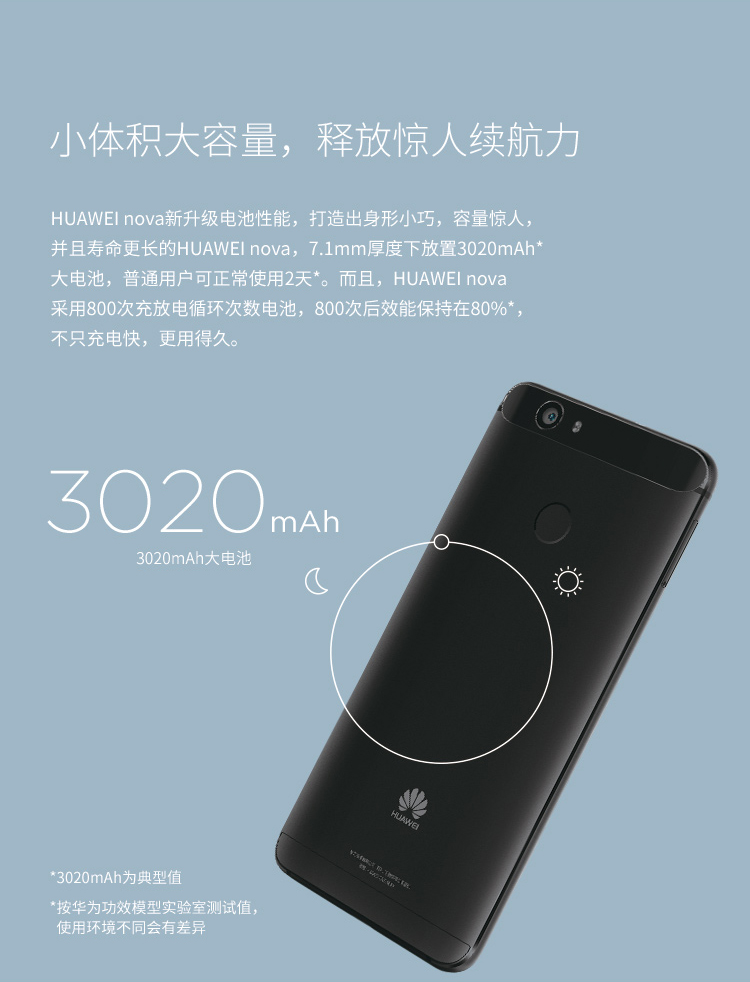 小体积大容量，释放惊人续航力
HUAWEI nova新升级电池性能，打造出身形小巧，容量惊人，
并且寿命更长的HUAWEI nova，7.1mm厚度下放置3020mAh*
大电池，普通用户可正常使用2天*。而且，HUAWEI nova
采用800次充放电循环次数电池，800次后效能保持在80%*，
不只充电快，更用得久。
3020mAh
3020mAh大电池
HUAWEI
*3020mAh为典型值
*按华为功效模型实验室测试值，
使用环境不同会有差异